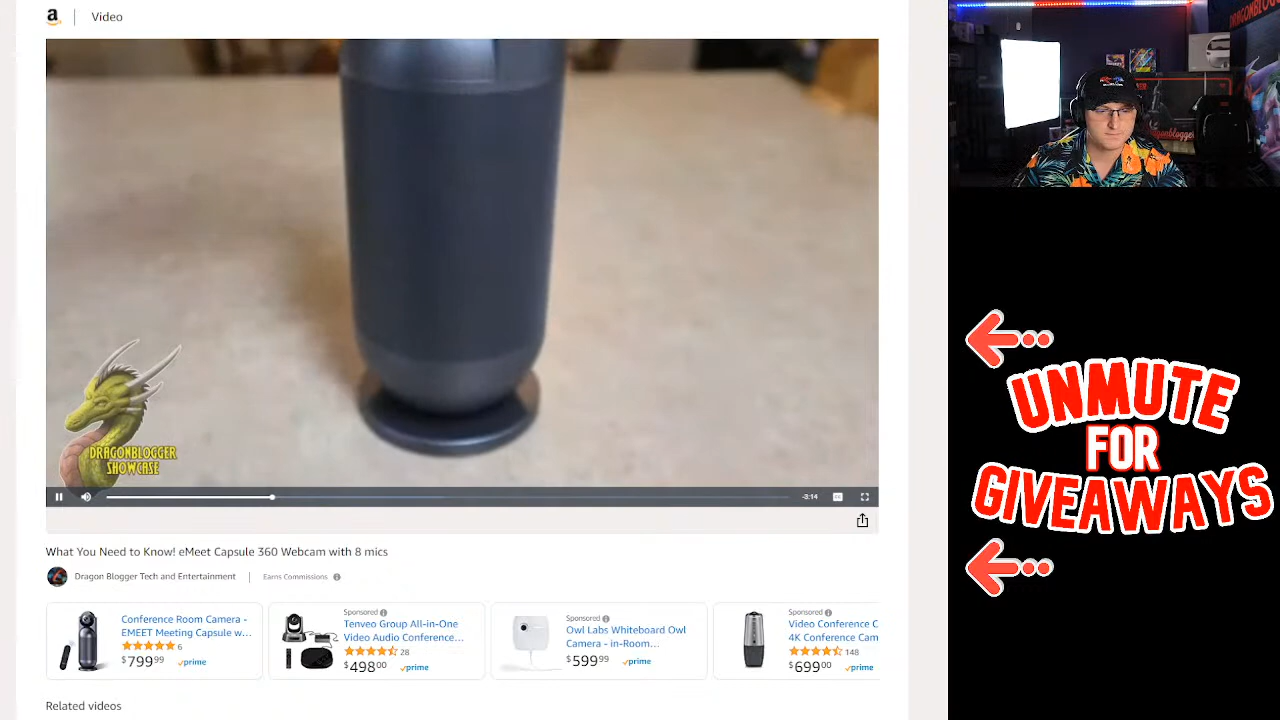 a
Video
DRAGONBLOGGER
SHOWCASE
-3:14
CC
What You Need to Know! eMeet Capsule 360 Webcam with 8 mics
Dragon Blogger Tech and Entertainment
Earns Commissions
Conference Room Camera -
EMEET Meeting Capsule w...
6
$799.99
prime
Sponsored
Tenveo Group All-in-One
Video Audio Conference...
28
$498.00
prime
Sponsored
Owl Labs Whiteboard Owl
Camera - in-Room...
$599.99
prime
Sponsored
Video Conference C
4K Conference Cam
148
$699.00
prime
Related videos
DRAGONBLOG
Dragonblogger
UNMUTE
FOR
GIVEAWAYS